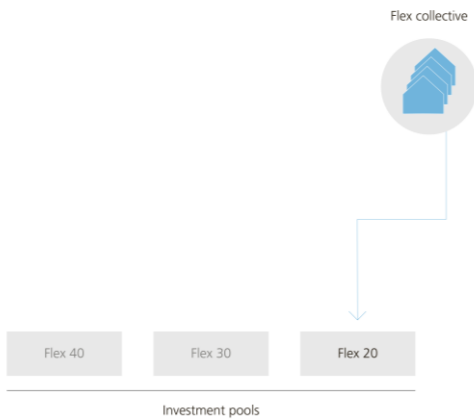 Flex collective
Flex 40
Flex 30
Flex 20
Investment pools